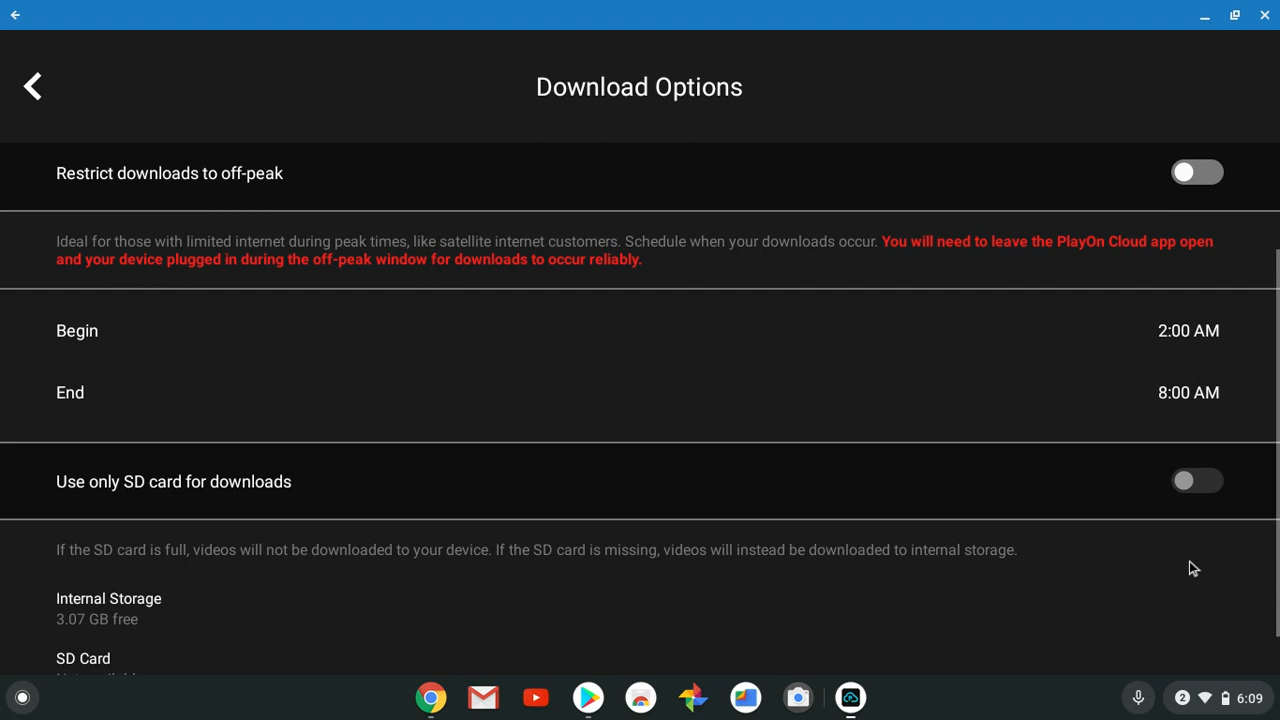 Download Options
Restrict downloads to off-peak
Ideal for those with limited internet during peak times, like satellite internet customers. Schedule when your downloads occur. You will need to leave the PlayOn Cloud app open
and your device plugged in during the off-peak window for downloads to occur reliably.
Begin 2:00 AM
End 8:00 AM
Use only SD card for downloads
If the SD card is full, videos will not be downloaded to your device. If the SD card is missing, videos will instead be downloaded to internal storage.
Internal Storage
3.07 GB free
SD Card
2 6:09